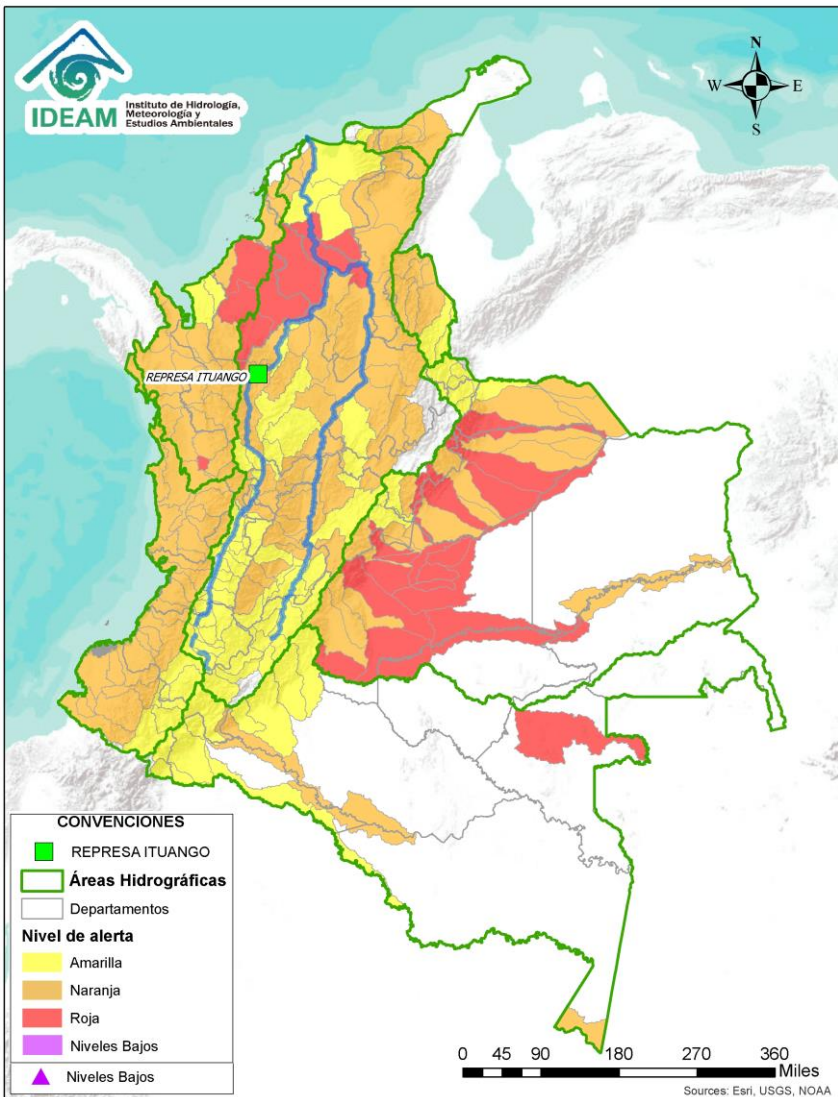 IDEAM
Instituto de Hidrología,
Meteorología y
Estudios Ambientales
N
W
E
S
REPRESA ITUANGO
CONVENCIONES
REPRESA ITUANGO
Áreas Hidrográficas
Departamentos
Nivel de alerta
Amarilla
Naranja
Roja
Niveles Bajos
Niveles Bajos
0 45 90 180 270 360
Miles
Sources: Esri, USGS, NOAA